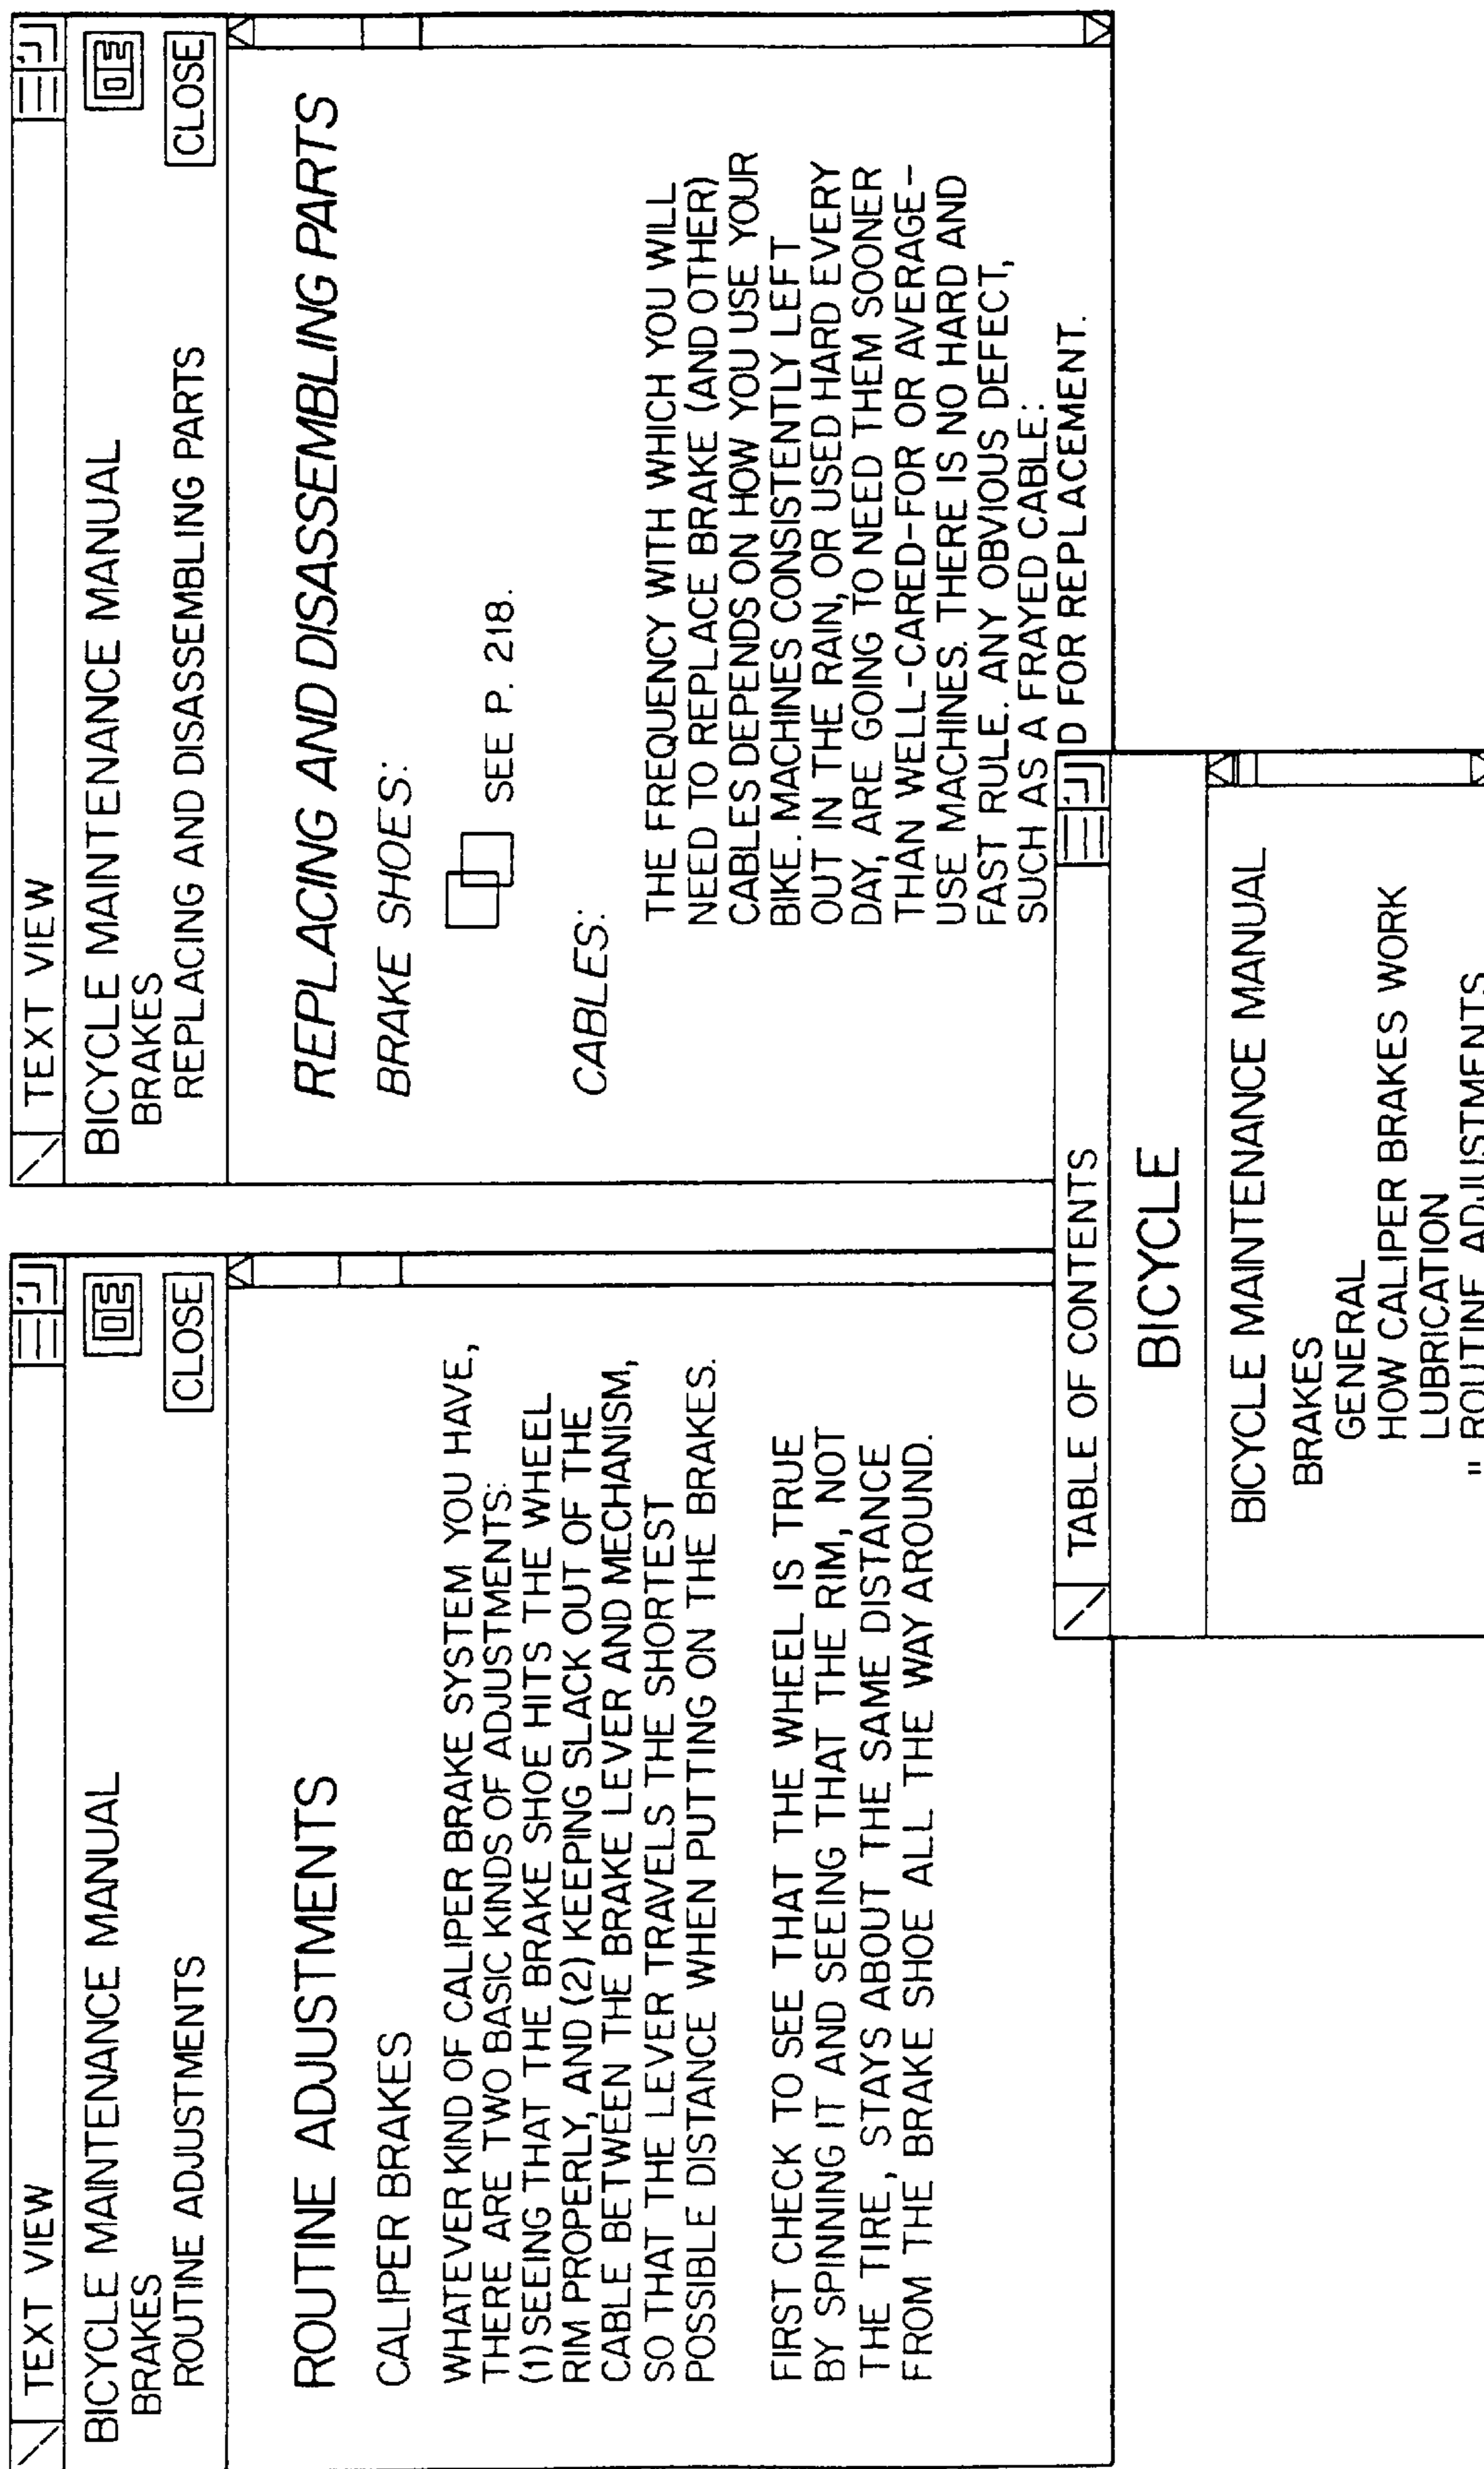 TEXT VIEW
BICYCLE MAINTENANCE MANUAL
BRAKES
ROUTINE ADJUSTMENTS
CLOSE
ROUTINE ADJUSTMENTS
CALIPER BRAKES
WHATEVER KIND OF CALIPER BRAKE SYSTEM YOU HAVE,
THERE ARE TWO BASIC KINDS OF ADJUSTMENTS:
(1) SEEING THAT THE BRAKE SHOE HITS THE WHEEL
RIM PROPERLY, AND (2) KEEPING SLACK OUT OF THE
CABLE BETWEEN THE BRAKE LEVER AND MECHANISM,
SO THAT THE LEVER TRAVELS THE SHORTEST
POSSIBLE DISTANCE WHEN PUTTING ON THE BRAKES.
FIRST CHECK TO SEE THAT THE WHEEL IS TRUE
BY SPINNING IT AND SEEING THAT THE RIM, NOT
THE TIRE, STAYS ABOUT THE SAME DISTANCE
FROM THE BRAKE SHOE ALL THE WAY AROUND.
TEXT VIEW
BICYCLE MAINTENANCE MANUAL
BRAKES
REPLACING AND DISASSEMBLING PARTS
CLOSE
REPLACING AND DISASSEMBLING PARTS
BRAKE SHOES:
SEE P. 218.
CABLES:
THE FREQUENCY WITH WHICH YOU WILL
NEED TO REPLACE BRAKE (AND OTHER)
CABLES DEPENDS ON HOW YOU USE YOUR
BIKE. MACHINES CONSISTENTLY LEFT
OUT IN THE RAIN, OR USED HARD EVERY
DAY, ARE GOING TO NEED THEM SOONER
THAN WELL-CARED-FOR OR AVERAGE-
USE MACHINES. THERE IS NO HARD AND
FAST RULE. ANY OBVIOUS DEFECT,
SUCH AS A FRAYED CABLE:
D FOR REPLACEMENT.
TABLE OF CONTENTS
BICYCLE
BICYCLE MAINTENANCE MANUAL
BRAKES
GENERAL
HOW CALIPER BRAKES WORK
LUBRICATION
" ROUTINE ADJUSTMENTS